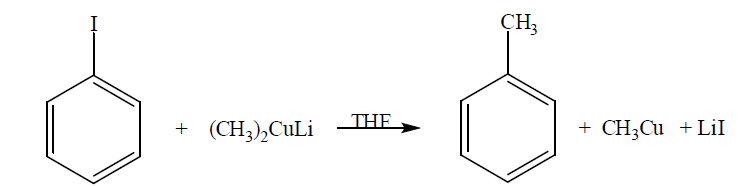 I
CH₃
+ (CH₃)₂CuLi THF + CH₃Cu + LiI